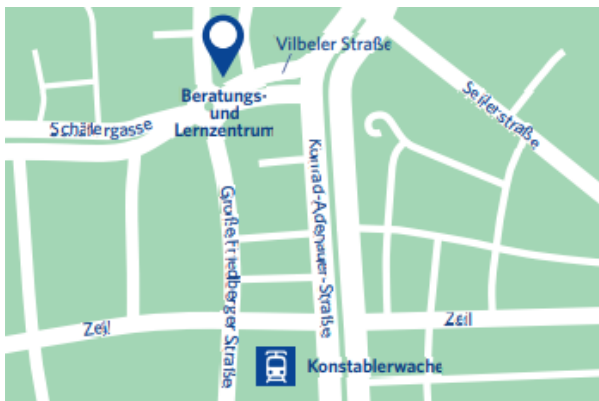 Vilbeler Straße
Beratungs-
und
Lernzentrum
Schäfergasse
Seilerstraße
Konrad-Adenauer-Straße
Große Friedberger Straße
Zeil
Zeil
Konstablerwache